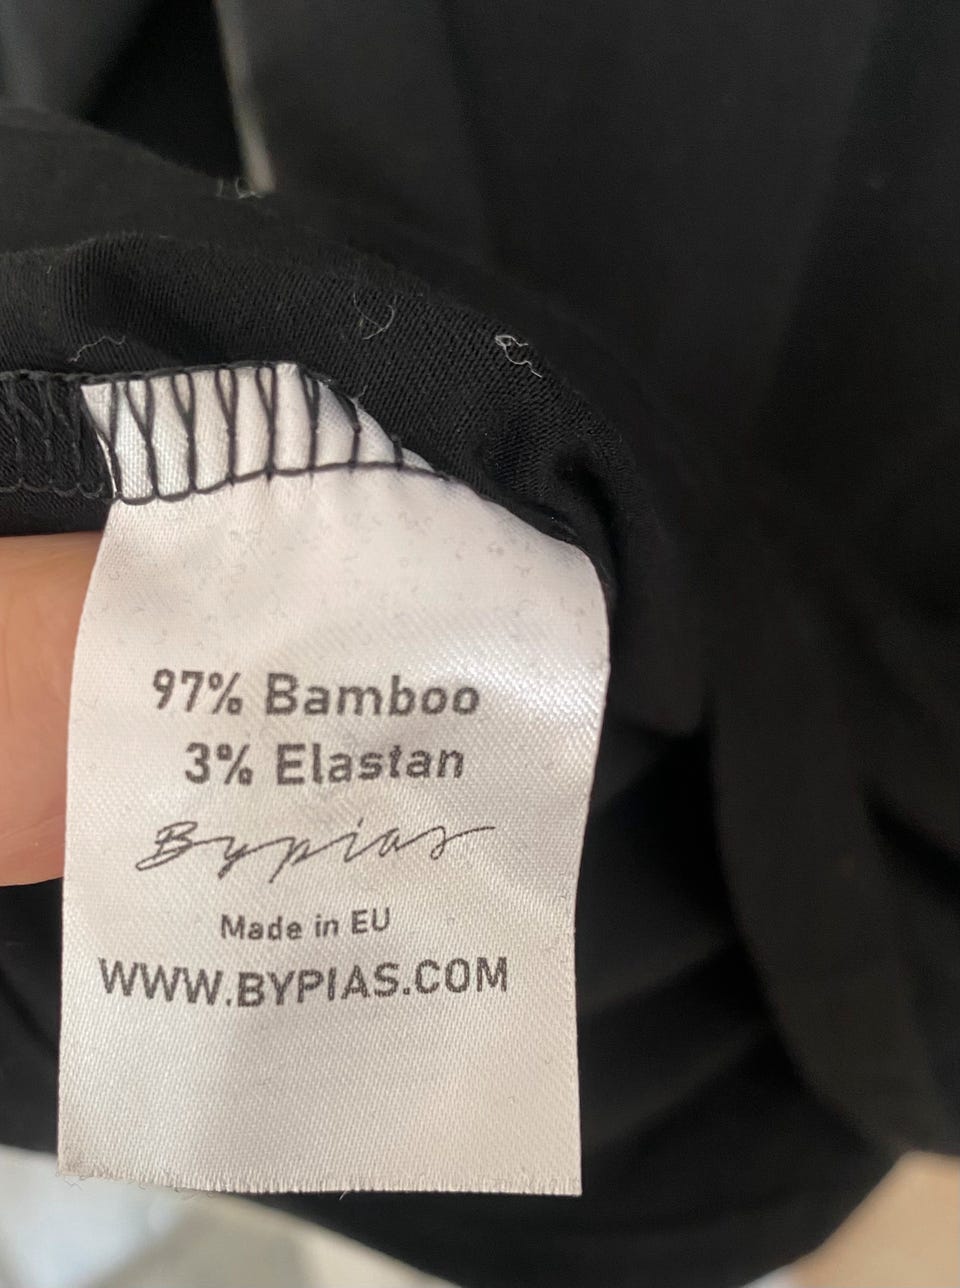 97% Bamboo
3% Elastan
Bypias
Made in EU
WWW.BYPIAS.COM